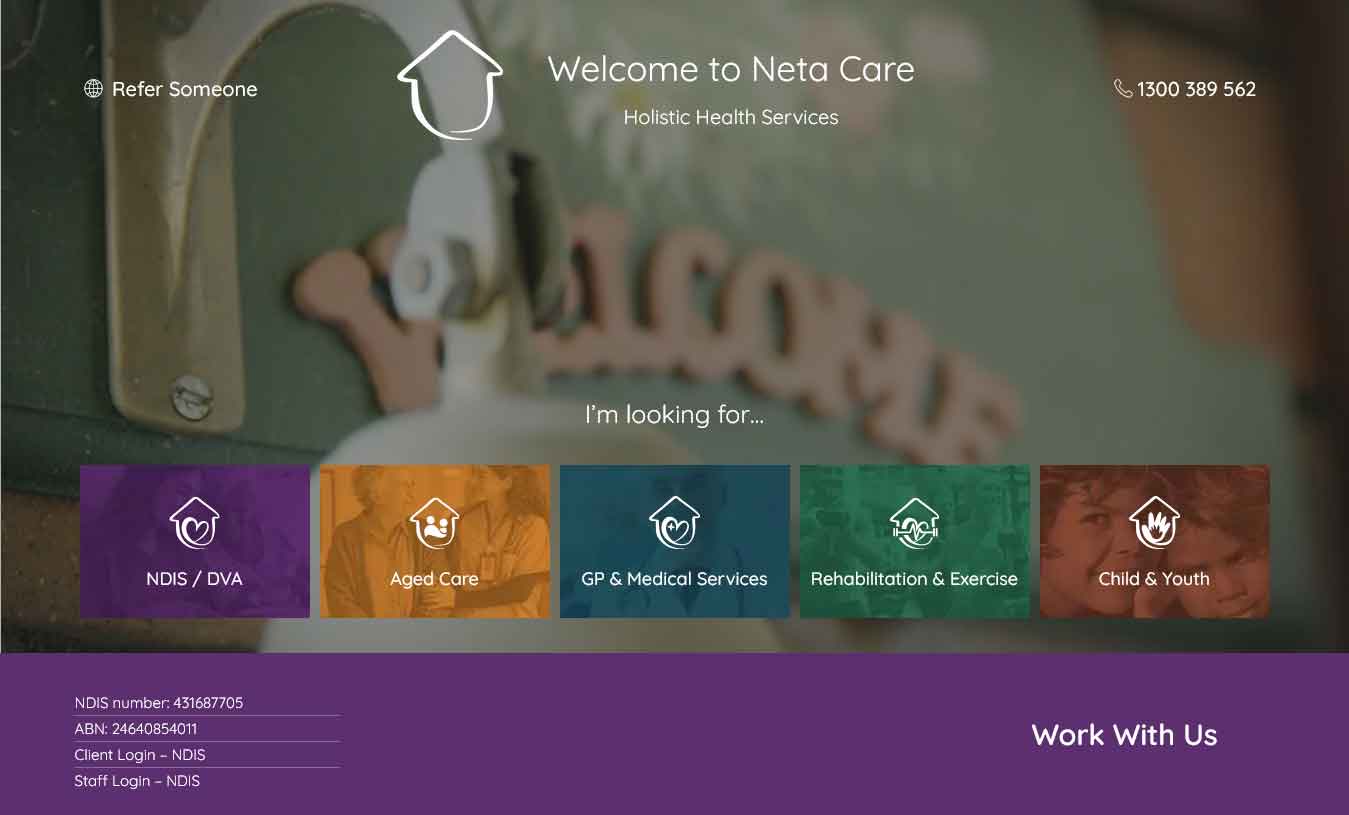 Refer Someone
Welcome to Neta Care
Holistic Health Services
1300 389 562
WELCOME
I'm looking for...
NDIS / DVA
Aged Care
GP & Medical Services
Rehabilitation & Exercise
Child & Youth
NDIS number: 431687705
ABN: 24640854011
Client Login – NDIS
Staff Login – NDIS
Work With Us